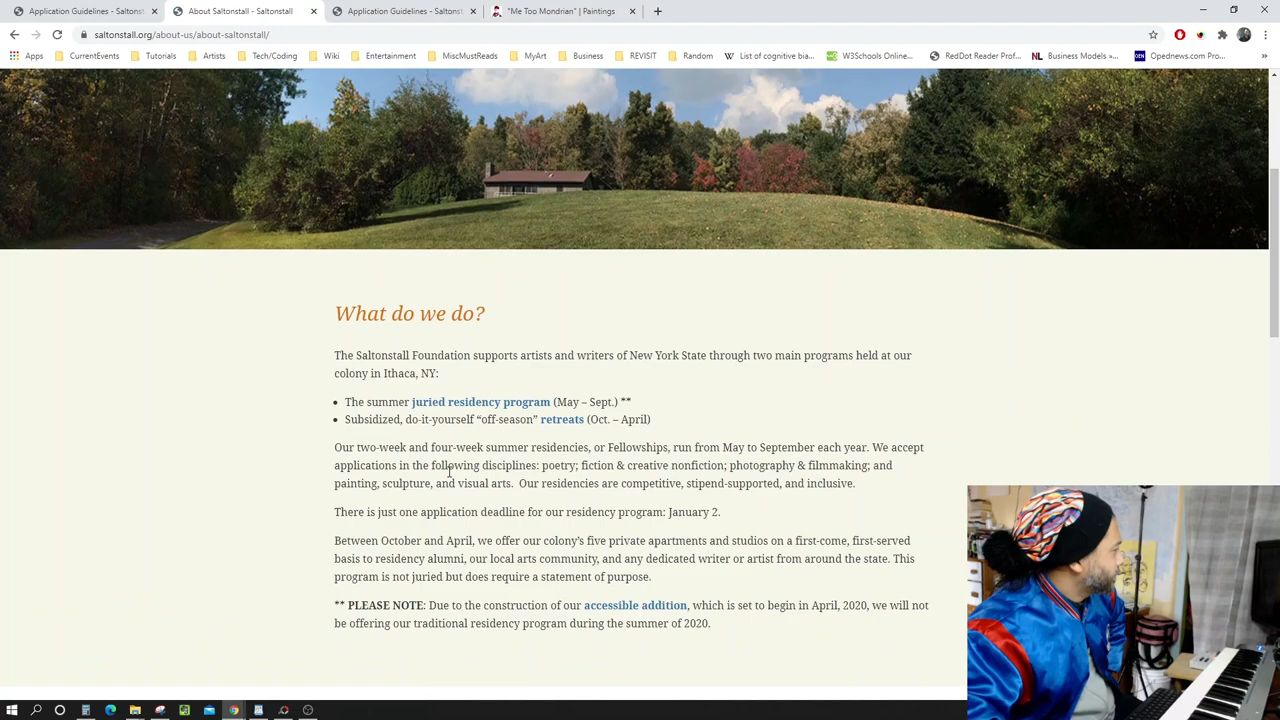 Application Guidelines - Saltons
About Saltonstall - Saltonstall
Application Guidelines - Saltonst
"Me Too Mondrian" - Paintings
saltonstall.org/about-us/about-saltonstall/
Apps CurrentEvents Tutorials Artists Tech/Coding Wiki Entertainment MiscMustReads MyArt Business REVISIT Random List of cognitive bia... W3Schools Online... RedDot Reader Prof... Business Models »... Opednews.com Pro... »
What do we do?
The Saltonstall Foundation supports artists and writers of New York State through two main programs held at our
colony in Ithaca, NY:
• The summer juried residency program (May – Sept.) **
• Subsidized, do-it-yourself “off-season” retreats (Oct. – April)
Our two-week and four-week summer residencies, or Fellowships, run from May to September each year. We accept
applications in the following disciplines: poetry; fiction & creative nonfiction; photography & filmmaking; and
painting, sculpture, and visual arts. Our residencies are competitive, stipend-supported, and inclusive.
There is just one application deadline for our residency program: January 2.
Between October and April, we offer our colony’s five private apartments and studios on a first-come, first-served
basis to residency alumni, our local arts community, and any dedicated writer or artist from around the state. This
program is not juried but does require a statement of purpose.
** PLEASE NOTE: Due to the construction of our accessible addition, which is set to begin in April, 2020, we will not
be offering our traditional residency program during the summer of 2020.